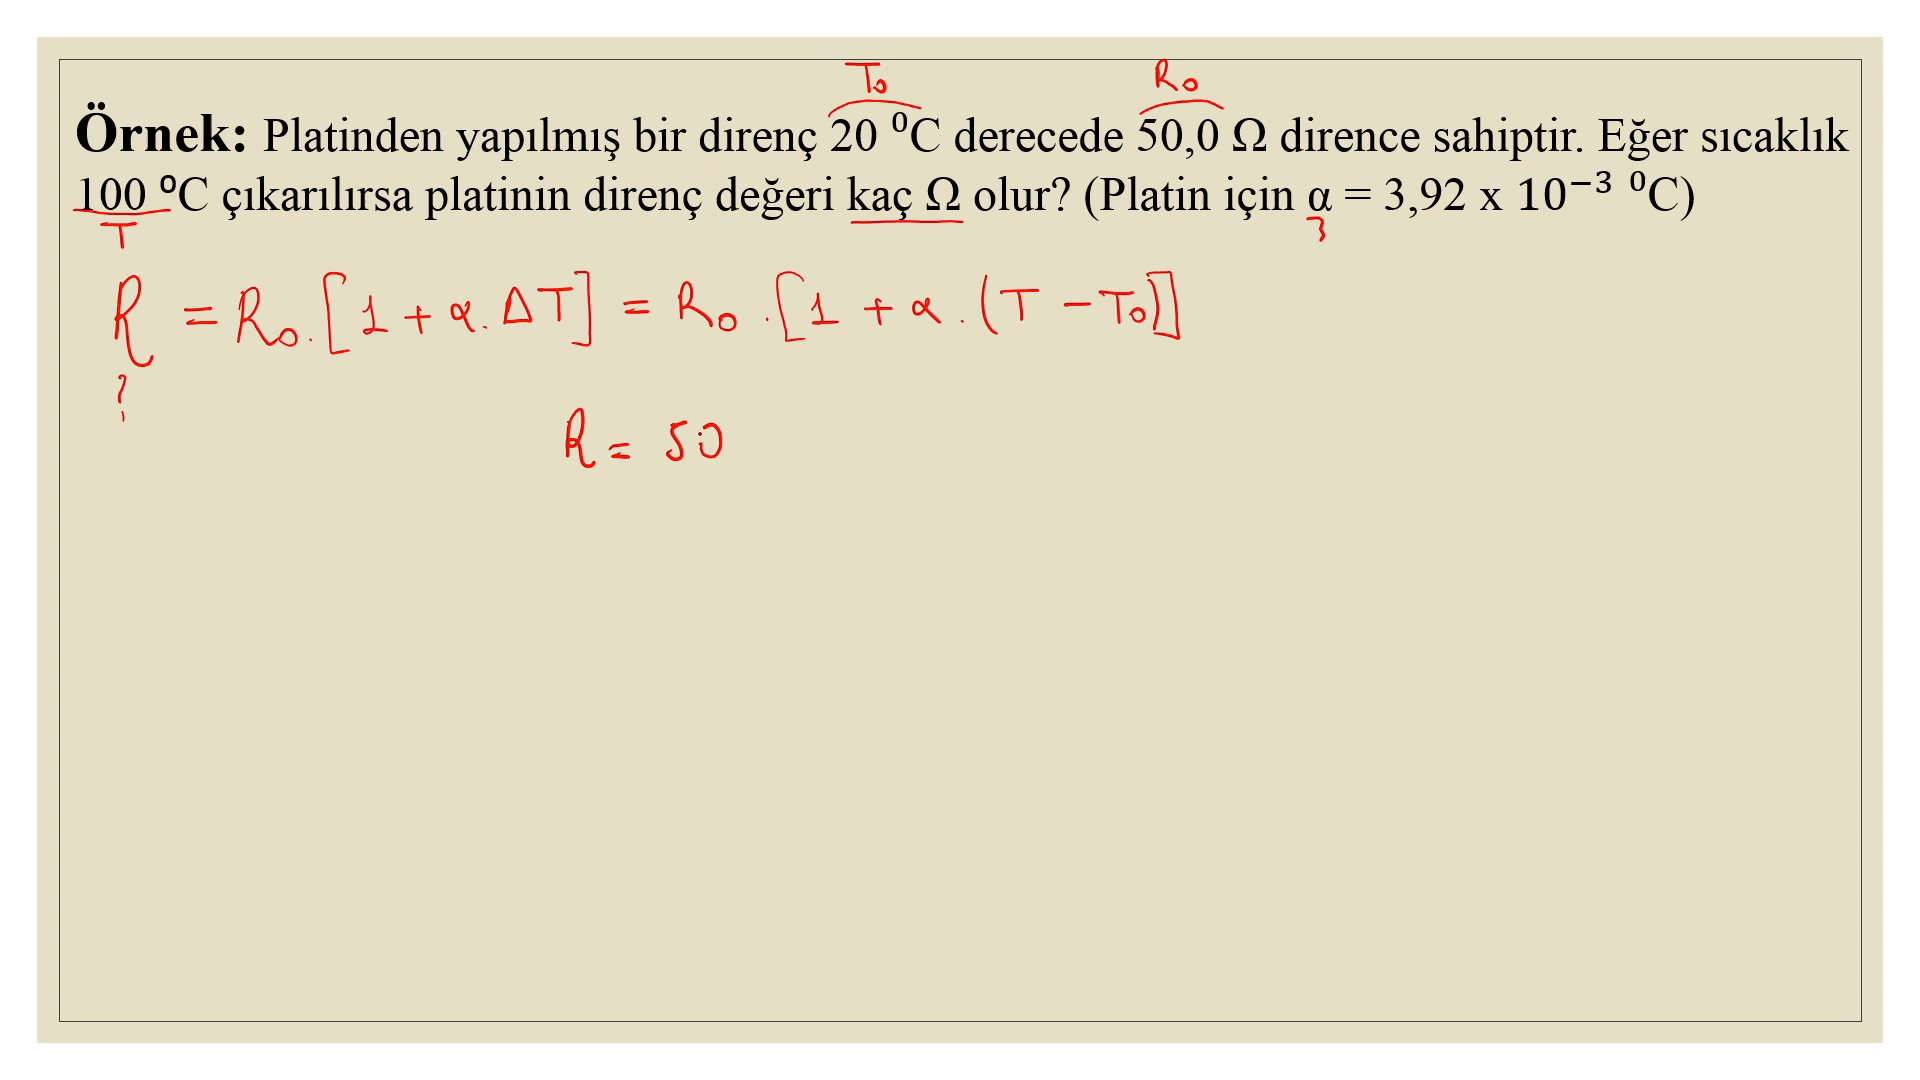 T₀ R₀
Örnek: Platinden yapılmış bir direnç 20 ⁰C derecede 50,0 Ω dirence sahiptir. Eğer sıcaklık
100 ⁰C çıkarılırsa platinin direnç değeri kaç Ω olur? (Platin için α = 3,92 x 10⁻³ ⁰C)
T
R = R₀.[1 + α.ΔT] = R₀.[1 + α.(T - T₀)]
?
R = 50